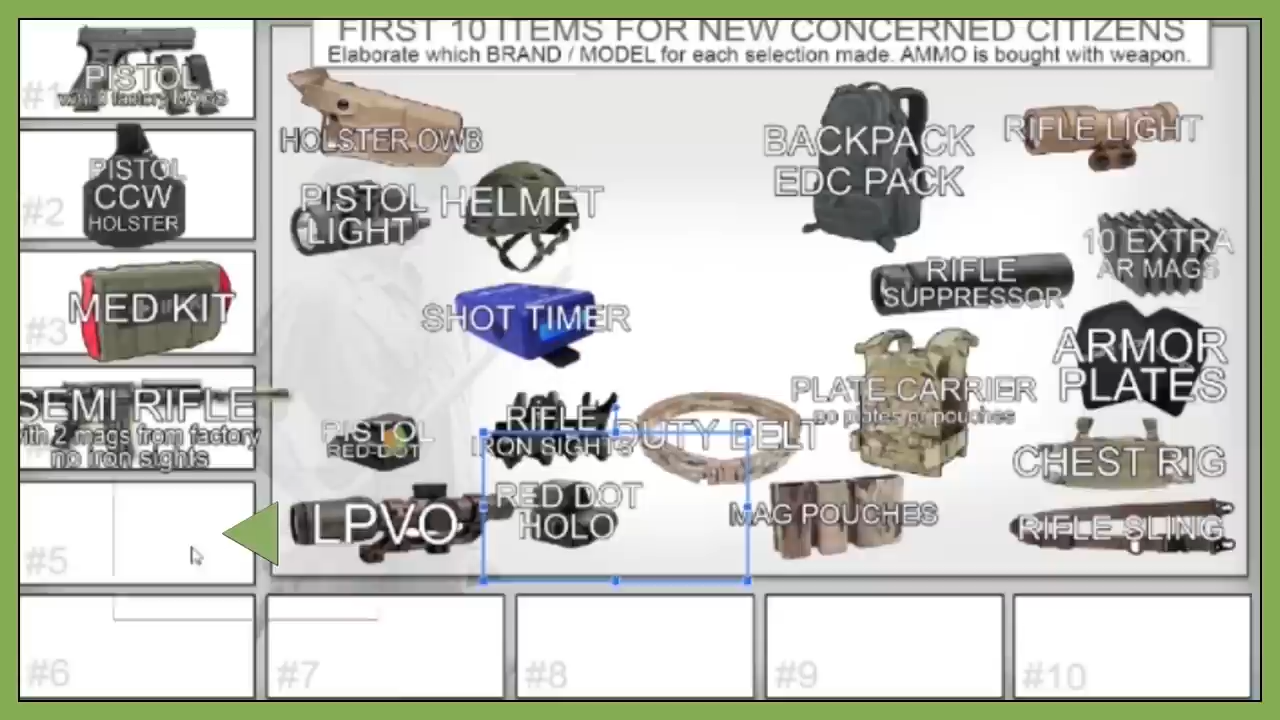 FIRST 10 ITEMS FOR NEW CONCERNED CITIZENS
Elaborate which BRAND / MODEL for each selection made. AMMO is bought with weapon.
#1
PISTOL
#2
PISTOL
CCW
HOLSTER
#3
MED KIT
SEMI RIFLE
with 2 mags from factory
no iron sights
#5
#6
#7
#8
#9
#10
HOLSTER OWB
PISTOL
LIGHT
HELMET
SHOT TIMER
PISTOL
RED-DOT
RIFLE
IRON SIGHTS
DUTY BELT
LPVO
RED DOT
HOLO
MAG POUCHES
BACKPACK
EDC PACK
RIFLE LIGHT
RIFLE
SUPPRESSOR
10 EXTRA
AR MAGS
PLATE CARRIER
no plates or pouches
ARMOR
PLATES
CHEST RIG
RIFLE SLING